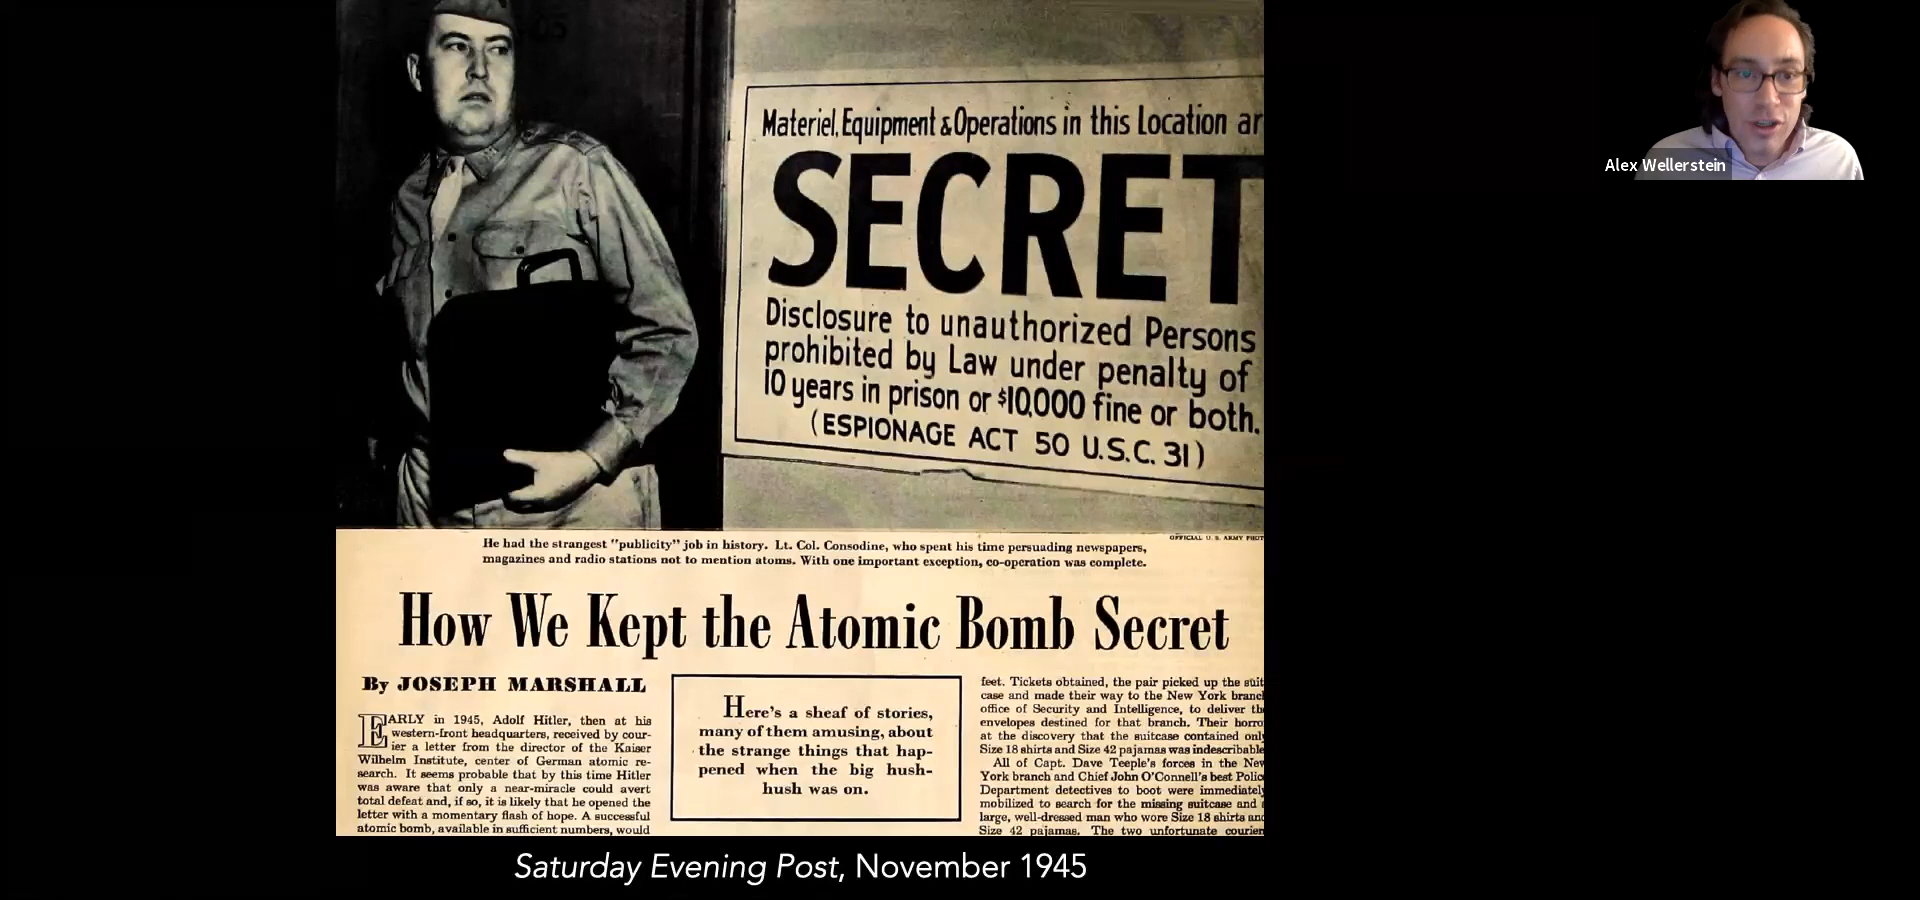 Alex Wellerstein
Materiel, Equipment & Operations in this Location ar
SECRET
Disclosure to unauthorized Persons
prohibited by Law under penalty of
10 years in prison or $10,000 fine or both.
(ESPIONAGE ACT 50 U.S.C. 31)
OFFICIAL U. S. ARMY PHOT
He had the strangest "publicity" job in history. Lt. Col. Consodine, who spent his time persuading newspapers,
magazines and radio stations not to mention atoms. With one important exception, co-operation was complete.
How We Kept the Atomic Bomb Secret
By JOSEPH MARSHALL
EARLY in 1945, Adolf Hitler, then at his
western-front headquarters, received by cour-
ier a letter from the director of the Kaiser
Wilhelm Institute, center of German atomic re-
search. It seems probable that by this time Hitler
was aware that only a near-miracle could avert
total defeat and, if so, it is likely that he opened the
letter with a momentary flash of hope. A successful
atomic bomb, available in sufficient numbers, would
Here's a sheaf of stories,
many of them amusing, about
the strange things that hap-
pened when the big hush-
hush was on.
feet. Tickets obtained, the pair picked up the suit
case and made their way to the New York branch
office of Security and Intelligence, to deliver th
envelopes destined for that branch. Their horro
at the discovery that the suitcase contained only
Size 18 shirts and Size 42 pajamas was indescribable
All of Capt. Dave Teeple's forces in the New
York branch and Chief John O'Connell's best Polic
Department detectives to boot were immediately
mobilized to search for the missing suitcase and
large, well-dressed man who wore Size 18 shirts and
Size 42 pajamas. The two unfortunate courier
Saturday Evening Post, November 1945